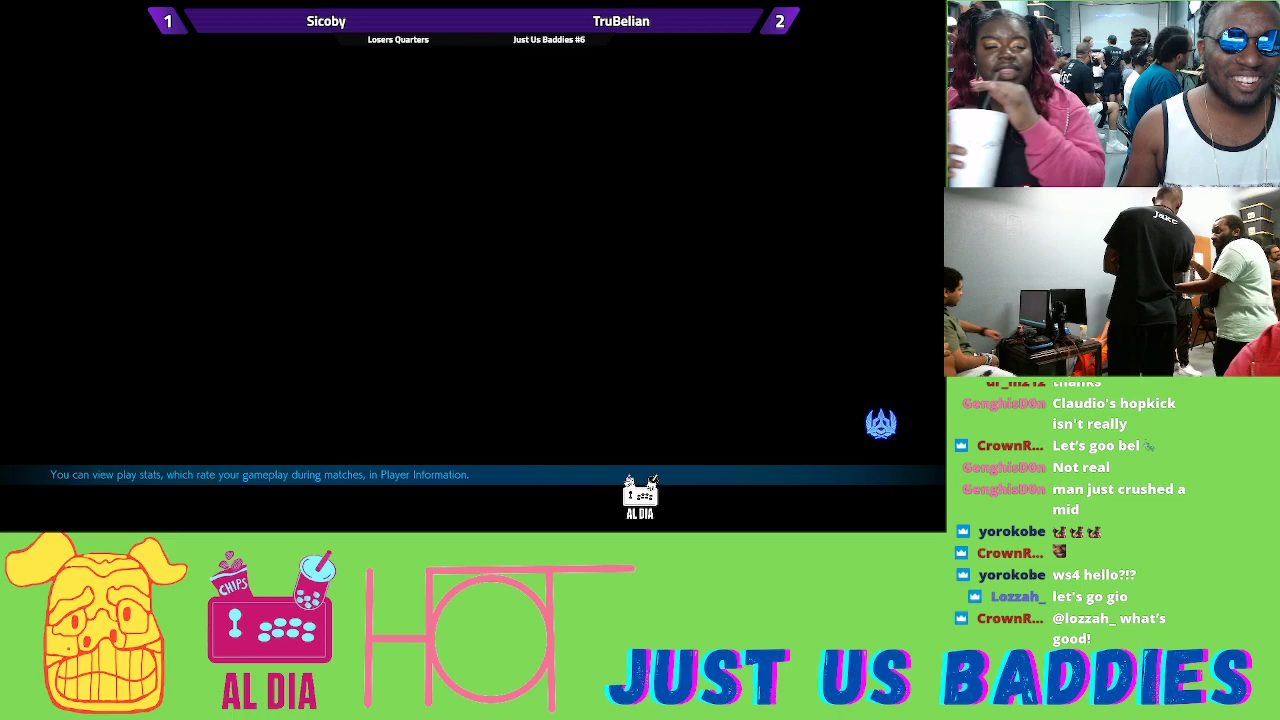 1
Sicoby
TruBelian
2
Losers Quarters
Just Us Baddies #6
You can view play stats, which rate your gameplay during matches, in Player Information.
AL DIA
thanks
GenghisD0n Claudio's hopkick
isn't really
CrownR... Let's goo bel
GenghisD0n Not real
GenghisD0n man just crushed a
mid
yorokobe
CrownR...
yorokobe ws4 hello?!?
Lozzah_ let's go gio
CrownR... @lozzah_ what's
good!
CHIPS
AL DIA
HOT
JUST US BADDIES